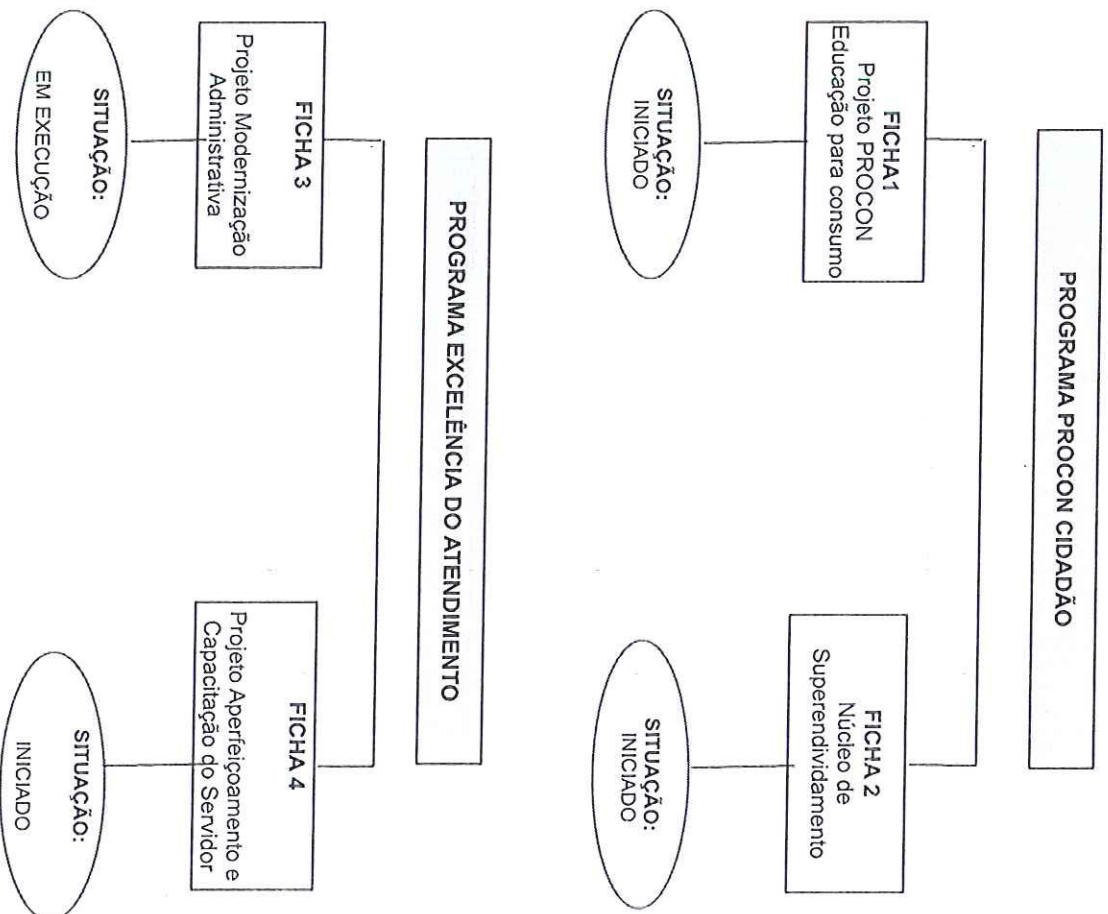 PROGRAMA PROCON CIDADÃO
FICHA1
Projeto PROCON
Educação para consumo
SITUAÇÃO:
INICIADO
FICHA 2
Núcleo de
Superendividamento
SITUAÇÃO:
INICIADO
PROGRAMA EXCELÊNCIA DO ATENDIMENTO
FICHA 3
Projeto Modernização
Administrativa
SITUAÇÃO:
EM EXECUÇÃO
FICHA 4
Projeto Aperfeiçoamento e
Capacitação do Servidor
SITUAÇÃO:
INICIADO